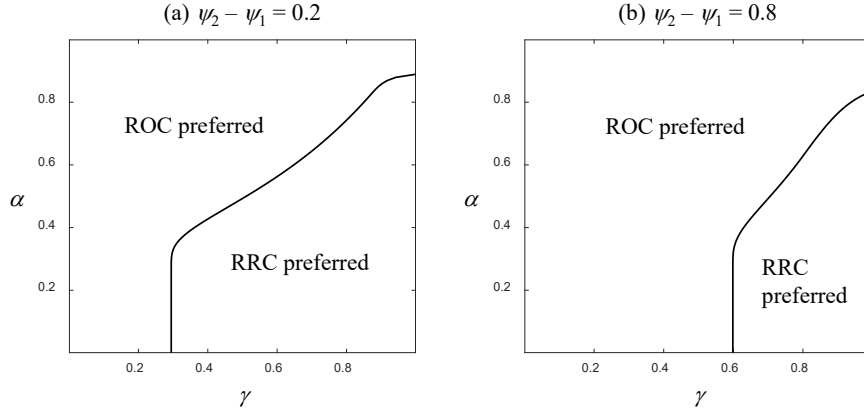 (a) ψ2 – ψ1 = 0.2
0.8
0.6
0.4
0.2
α
ROC preferred
RRC preferred
0.2 0.4 0.6 0.8
γ
(b) ψ2 – ψ1 = 0.8
0.8
0.6
0.4
0.2
α
ROC preferred
RRC
preferred
0.2 0.4 0.6 0.8
γ